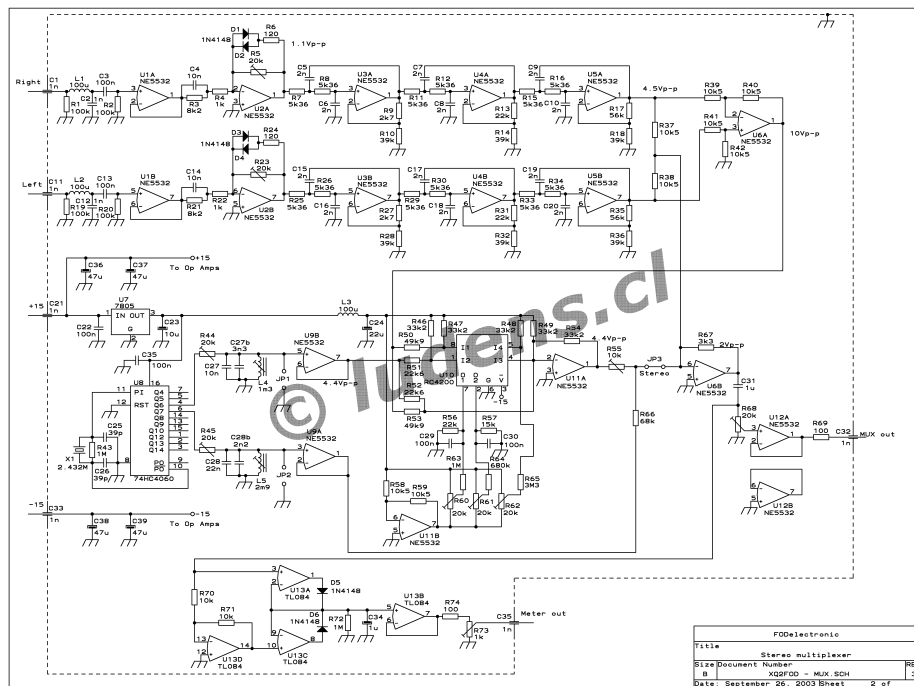 Right
C1
1n
L1
100u
C3
100n
R1
100k
C2
1n
R2
100k
U1A
NE5532
C4
10n
R3
8k2
R4
1k
D1
1N4148
D2
R6
120
R5
20k
1.1Vp-p
U2A
NE5532
R7
5k36
C5
2n
R8
5k36
C6
2n
U3A
NE5532
R9
2k7
R10
39k
R11
5k36
C7
2n
R12
5k36
C8
2n
U4A
NE5532
R13
22k
R14
39k
R15
5k36
C9
2n
R16
5k36
C10
2n
U5A
NE5532
R17
56k
R18
39k
4.5Vp-p
R37
10k5
R38
10k5
R39
10k5
R40
10k5
R41
10k5
R42
10k5
U6A
NE5532
10Vp-p
Left
C11
1n
L2
100u
C13
100n
R19
100k
C12
1n
R20
100k
U1B
NE5532
C14
10n
R21
8k2
R22
1k
D3
1N4148
D4
R24
120
R23
20k
U2B
NE5532
R25
5k36
C15
2n
R26
5k36
C16
2n
U3B
NE5532
R27
2k7
R28
39k
R29
5k36
C17
2n
R30
5k36
C18
2n
U4B
NE5532
R31
22k
R32
39k
R33
5k36
C19
2n
R34
5k36
C20
2n
U5B
NE5532
R35
56k
R36
39k
+15
C21
1n
C36
47u
C37
47u
+15
To Op Amps
U7
7805
IN OUT
G
C22
100n
C23
10u
C35
100n
L3
100u
C24
22u
U8
PI
RST
PO
PO
Q4
Q5
Q6
Q7
Q8
Q9
Q10
Q12
Q13
Q14
74HC4060
X1
2.432M
C25
39p
R43
1M
C26
39p
R44
20k
C27b
3n3
C27
10n
L4
1m3
JP1
U9B
NE5532
4.4Vp-p
R45
20k
C28b
2n2
C28
22n
L5
2m9
JP2
U9A
NE5532
R46
33k2
R47
33k2
R48
33k2
R49
33k2
R50
49k9
R51
22k6
R52
22k6
R53
49k9
I1
I2
I4
I3
U10
RC4200
-15
R54
33k2
4.4Vp-p
U11A
NE5532
R55
10k
JP3
Stereo
R66
68k
R67
3k3
2Vp-p
U6B
NE5532
C31
1u
R68
20k
U12A
NE5532
R69
100
C32
1n
MUX out
U12B
NE5532
R56
22k
R57
15k
C29
100n
C30
100n
R58
10k5
R59
10k5
R63
1M
R64
680k
R65
3M3
R60
20k
R61
20k
R62
20k
U11B
NE5532
-15
C33
1n
C38
47u
C39
47u
-15
To Op Amps
R70
10k
R71
10k
U13D
TL084
U13A
TL084
U13C
TL084
D5
1N4148
D6
1N4148
R72
1M
C34
1u
U13B
TL084
R74
100
R73
1k
C35
1n
Meter out
© ludens.cl
FODelectronic
Title
Stereo multiplexer
Size Document Number
B XQ2FOD - MUX.SCH
Date: September 26, 2003 Sheet 2 of